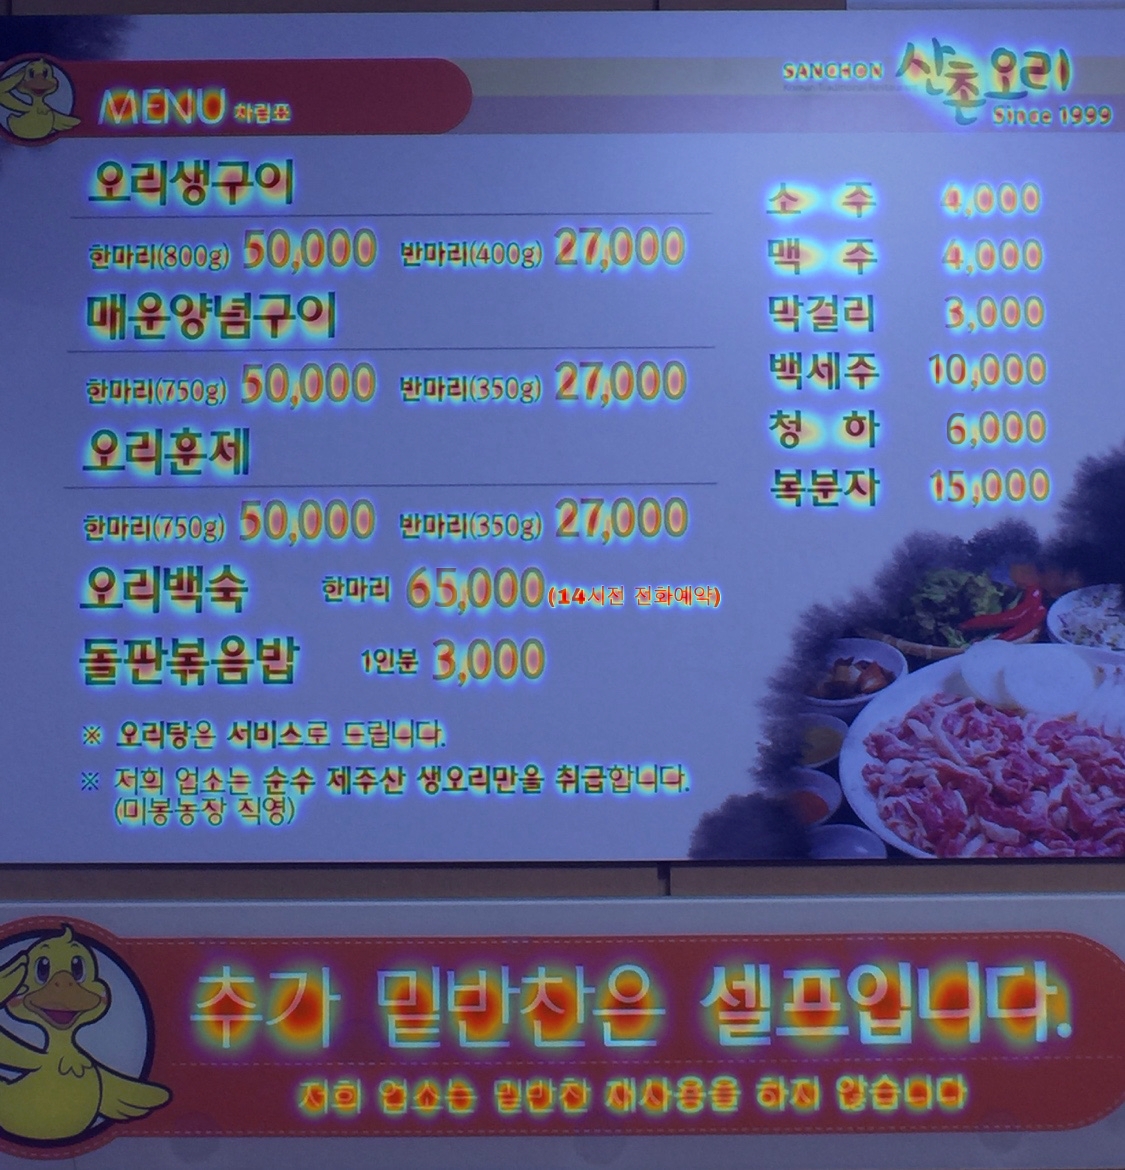 SANCHON 산촌오리
Since 1999
MENU 차림표
오리생구이
한마리(800g) 50,000 반마리(400g) 27,000
매운양념구이
한마리(750g) 50,000 반마리(350g) 27,000
오리훈제
한마리(750g) 50,000 반마리(350g) 27,000
오리백숙 한마리 65,000 (14시전 전화예약)
돌판볶음밥 1인분 3,000
※ 오리탕은 서비스로 드립니다.
※ 저희 업소는 순수 제주산 생오리만을 취급합니다.
(미봉농장 직영)
소 주 4,000
맥 주 4,000
막걸리 3,000
백세주 10,000
청 하 6,000
복분자 15,000
추가 밑반찬은 셀프입니다.
저희 업소는 밑반찬 재사용을 하지 않습니다